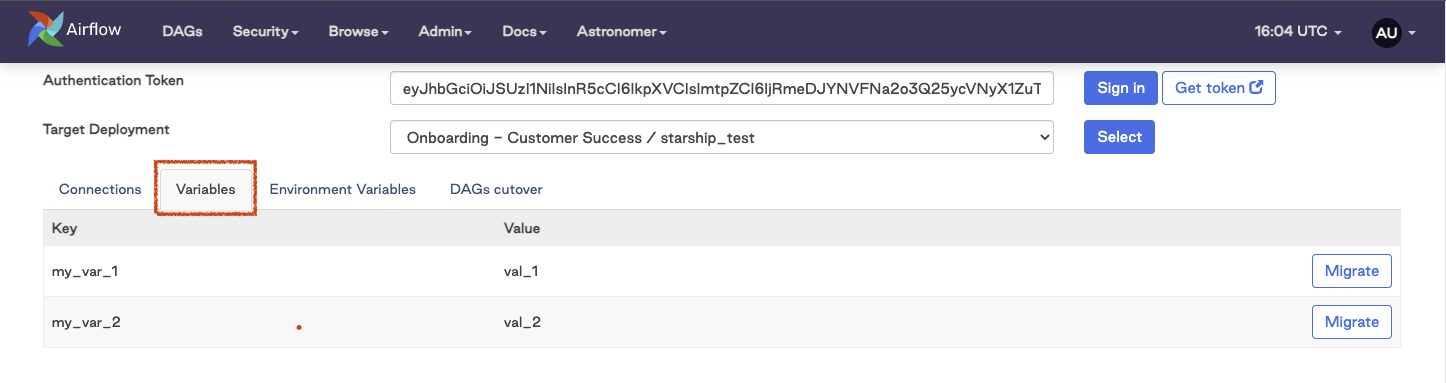 Airflow DAGs Security Browse Admin Docs Astronomer 16:04 UTC AU
Authentication Token eyJhbGciOiJSUzI1NiIsInR5cCI6IkpXVCIsImtpZCI6IjRmeDJYNVFNa2o3Q25ycVNyX1ZuT Sign in Get token
Target Deployment Onboarding – Customer Success / starship_test Select
Connections Variables Environment Variables DAGs cutover
Key Value
my_var_1 val_1 Migrate
my_var_2 val_2 Migrate